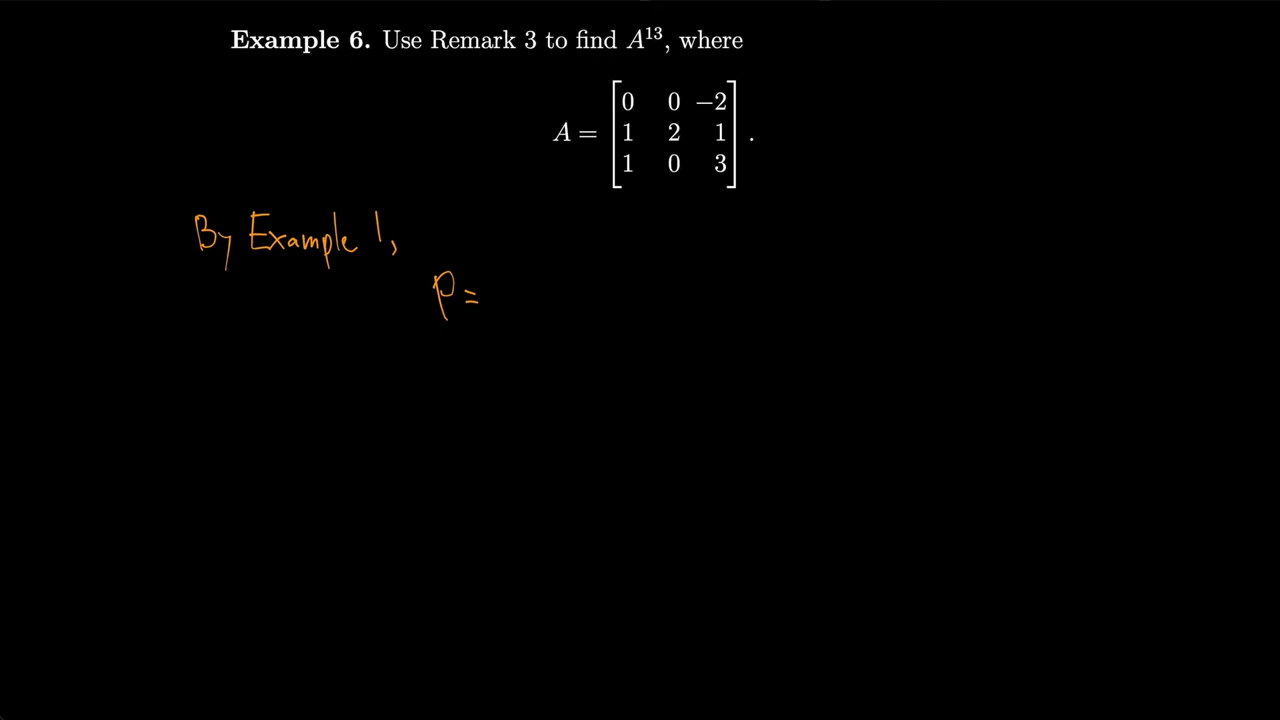 Example 6. Use Remark 3 to find A¹³, where
A = [0 0 −2
1 2 1
1 0 3].
By Example 1,
P=